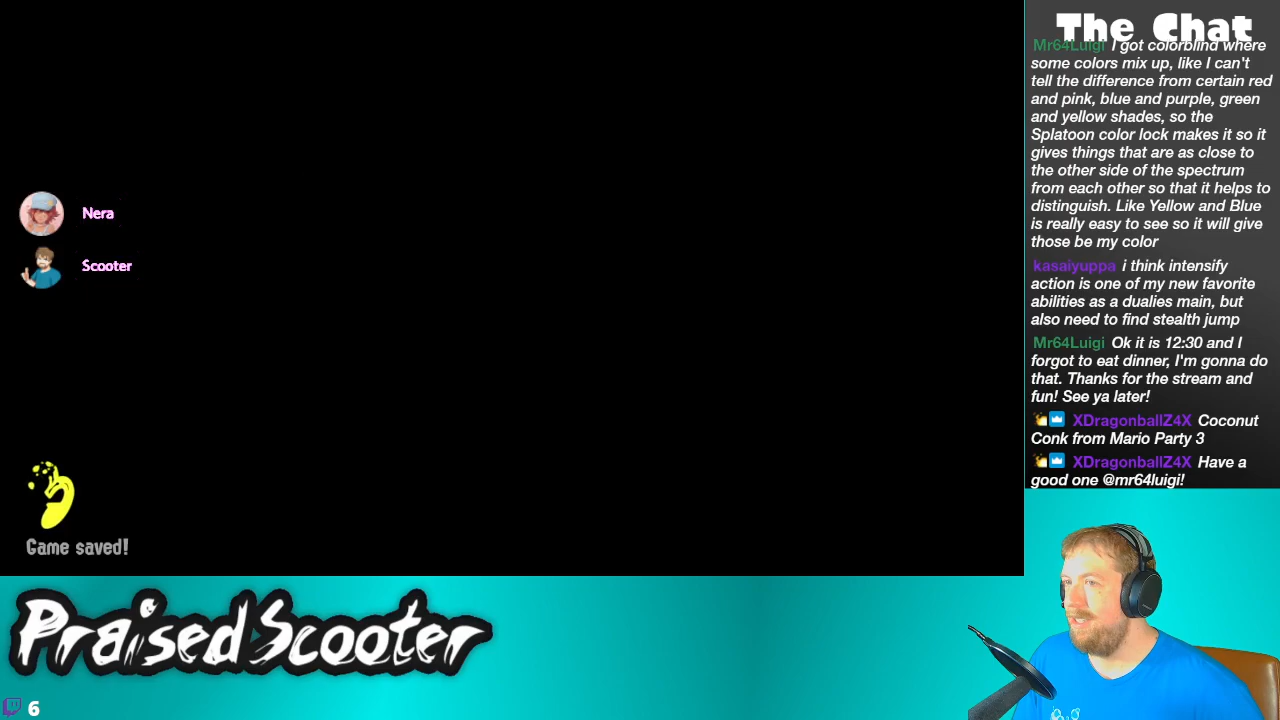 The Chat
Mr64Luigi I got colorblind where
some colors mix up, like I can't
tell the difference from certain red
and pink, blue and purple, green
and yellow shades, so the
Splatoon color lock makes it so it
gives things that are as close to
the other side of the spectrum
from each other so that it helps to
distinguish. Like Yellow and Blue
is really easy to see so it will give
those be my color
kasaiyuppa i think intensify
action is one of my new favorite
abilities as a dualies main, but
also need to find stealth jump
Mr64Luigi Ok it is 12:30 and I
forgot to eat dinner, I'm gonna do
that. Thanks for the stream and
fun! See ya later!
XDragonballZ4X Coconut
Conk from Mario Party 3
XDragonballZ4X Have a
good one @mr64luigi!
Nera
Scooter
Game saved!
PraisedScooter
6